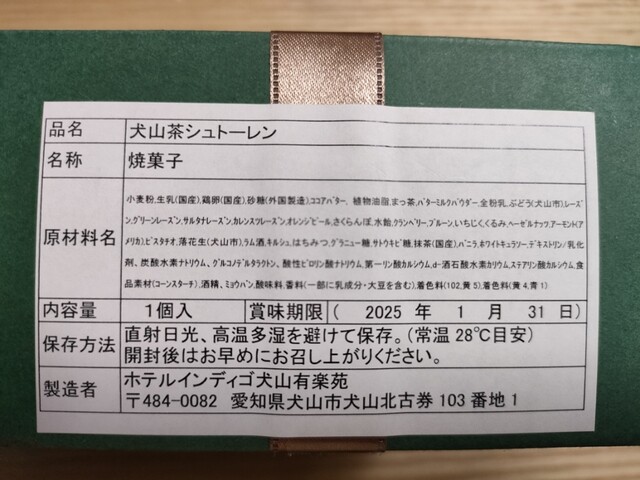 品名 犬山茶シュトーレン
名称 焼菓子
原材料名 小麦粉,生乳(国産),鶏卵(国産),砂糖(外国製造),ココアバター、植物油脂,まっ茶,バターミルクパウダー,全粉乳,ぶどう(犬山市),レーズ
ン,グリーンレーズン,サルタナレーズン,カレンツレーズン,オレンジピール,さくらんぼ,水飴,クランベリー,プルーン,いちじく,くるみ,ヘーゼルナッツ,アーモンド(ア
メリカ),ピスタチオ,落花生(犬山市),ラム酒,キルシュ,はちみつ,グラニュー糖,サトウキビ糖,抹茶(国産),バニラ,ホワイトキュラソー,デキストリン/乳化
剤、炭酸水素ナトリウム、グルコノデルタラクトン、酸性ピロリン酸ナトリウム,第一リン酸カルシウム,d-酒石酸水素カリウム,ステアリン酸カルシウム,食
品素材(コーンスターチ),酒精、ミョウバン,酸味料,香料(一部に乳成分・大豆を含む),着色料(102,黄5),着色料(黄4,青1)
内容量 1個入 賞味期限 ( 2025 年 1 月 31 日)
保存方法 直射日光、高温多湿を避けて保存。(常温28℃目安)
開封後はお早めにお召し上がりください。
製造者 ホテルインディゴ犬山有楽苑
〒484-0082 愛知県犬山市犬山北古券103番地1